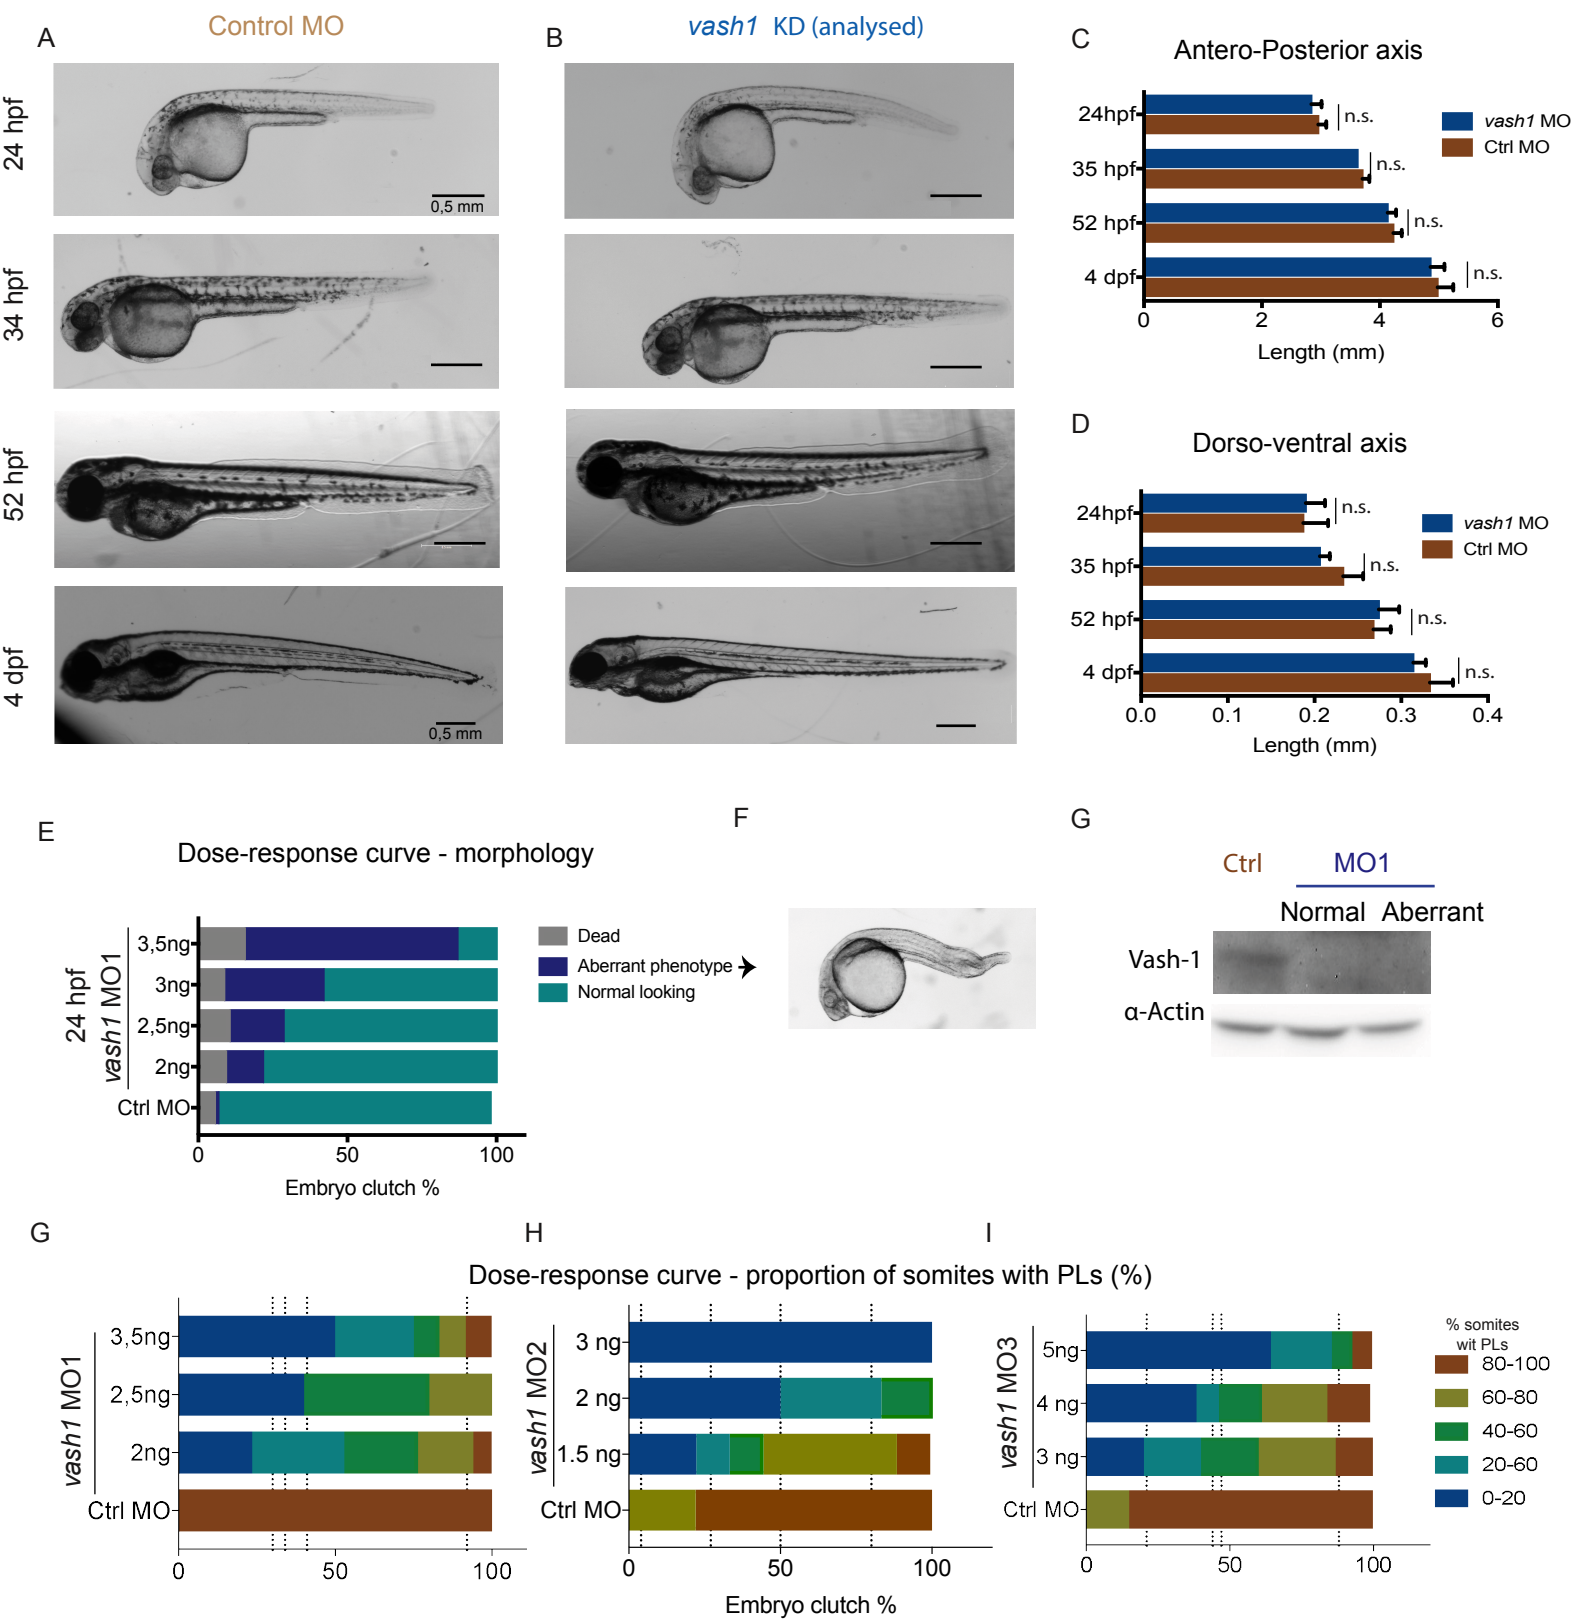 Control MO
vash1 KD (analysed)
A
B
24 hpf
0,5 mm
34 hpf
52 hpf
4 dpf
0,5 mm
C
Antero-Posterior axis
24hpf
n.s.
35 hpf
n.s.
52 hpf
n.s.
4 dpf
n.s.
0 2 4 6
Length (mm)
vash1 MO
Ctrl MO
D
Dorso-ventral axis
24hpf
n.s.
35 hpf
n.s.
52 hpf
n.s.
4 dpf
n.s.
0.0 0.1 0.2 0.3 0.4
Length (mm)
vash1 MO
Ctrl MO
E
Dose-response curve - morphology
24 hpf
vash1 MO1
3,5ng
3ng
2,5ng
2ng
Ctrl MO
0 50 100
Embryo clutch %
Dead
Aberrant phenotype
Normal looking
F
G
Ctrl MO1
Normal Aberrant
Vash-1
α-Actin
G
H
I
Dose-response curve - proportion of somites with PLs (%)
vash1 MO1
3,5ng
2,5ng
2ng
Ctrl MO
0 50 100
vash1 MO2
3 ng
2 ng
1.5 ng
Ctrl MO
0 50 100
Embryo clutch %
vash1 MO3
5ng
4 ng
3 ng
Ctrl MO
0 50 100
% somites
wit PLs
80-100
60-80
40-60
20-60
0-20